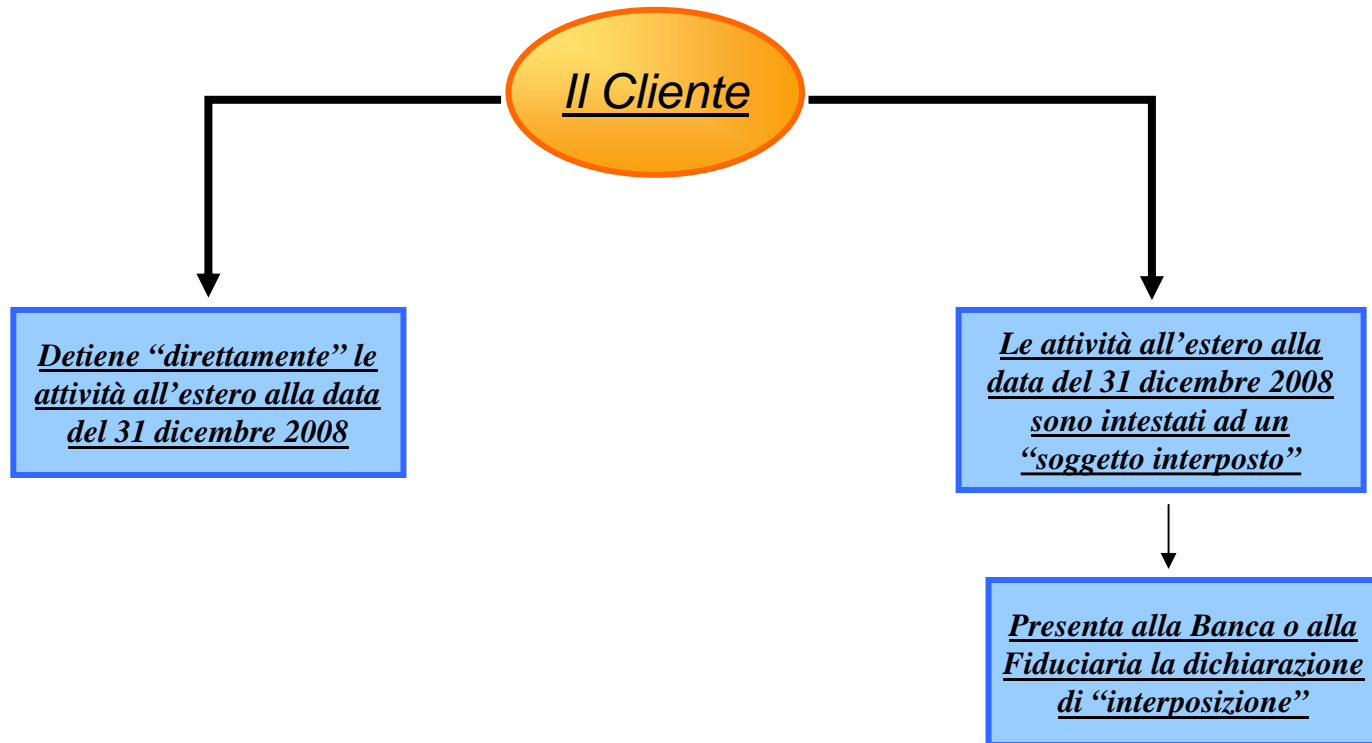 Il Cliente
Detiene “direttamente” le
attività all’estero alla data
del 31 dicembre 2008
Le attività all’estero alla
data del 31 dicembre 2008
sono intestati ad un
“soggetto interposto”
Presenta alla Banca o alla
Fiduciaria la dichiarazione
di “interposizione”